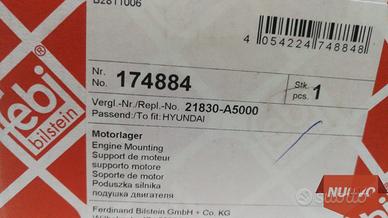 B2811006
4 054224 748848
febi
bilstein
Nr.
No. 174884
Stk.
pcs. 1
Vergl.-Nr./Repl.-No. 21830-A5000
Passend/To fit: HYUNDAI
Motorlager
Engine Mounting
Support de moteur
supporto motore
Soporte de motor
Poduszka silnika
подушка двигателя
Ferdinand Bilstein GmbH + Co. KG
subito